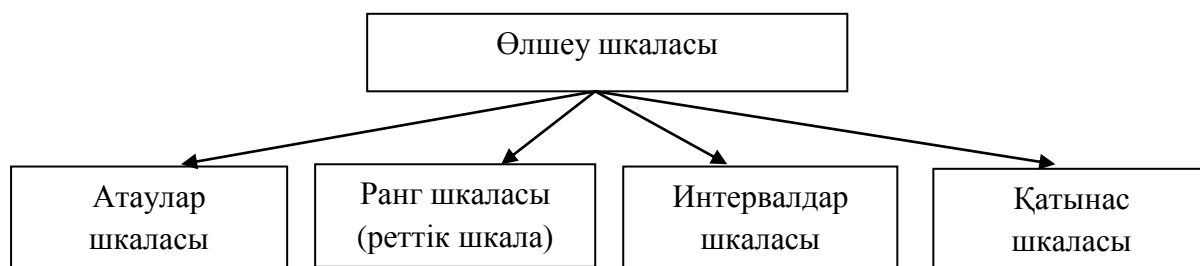 Өлшеу шкаласы
Атаулар
шкаласы
Ранг шкаласы
(реттік шкала)
Интервалдар
шкаласы
Қатынас
шкаласы